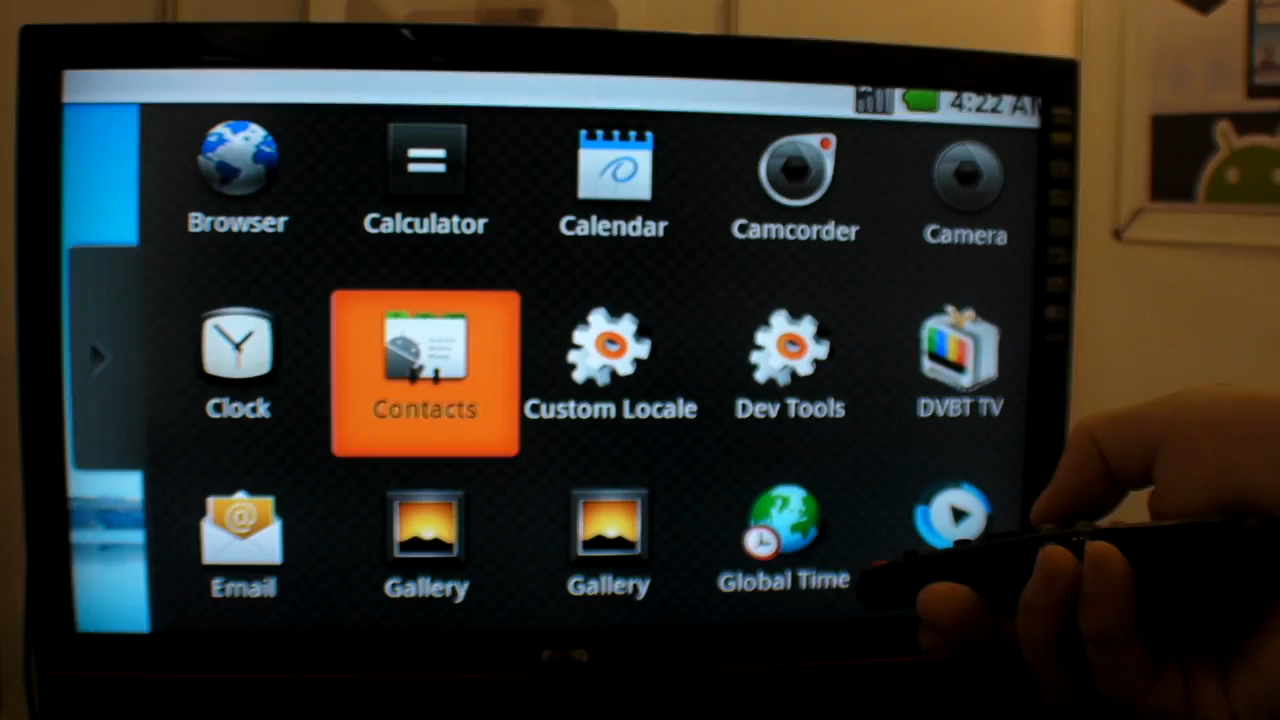 4:22 AM
Browser
Calculator
Calendar
Camcorder
Camera
Clock
Contacts
Custom Locale
Dev Tools
DVBT TV
Email
Gallery
Gallery
Global Time